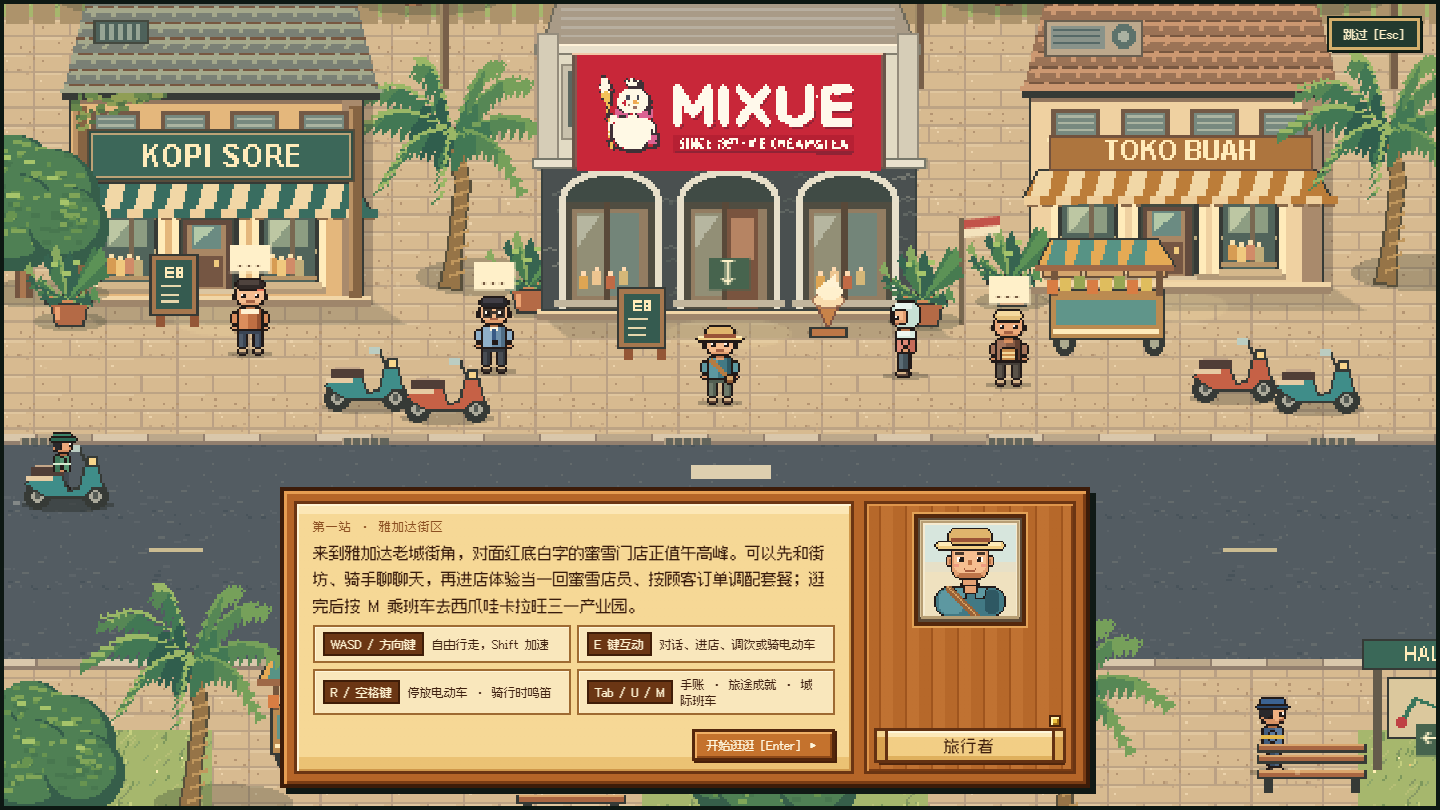 跳过 [Esc]
MIXUE
KOPI SORE
TOKO BUAH
第一站 · 雅加达街区
来到雅加达老城街角，对面红底白字的蜜雪门店正值午高峰。可以先和街
坊、骑手聊聊天，再进店体验当一回蜜雪店员、按顾客订单调配套餐；逛
完后按 M 乘班车去西爪哇卡拉旺三一产业园。
WASD / 方向键 自由行走，Shift 加速
E 键互动 对话、进店、调饮或骑电动车
R / 空格键 停放电动车 · 骑行时鸣笛
Tab / U / M 手账 · 旅途成就 · 城
际班车
开始逛逛 [Enter] ▸
旅行者